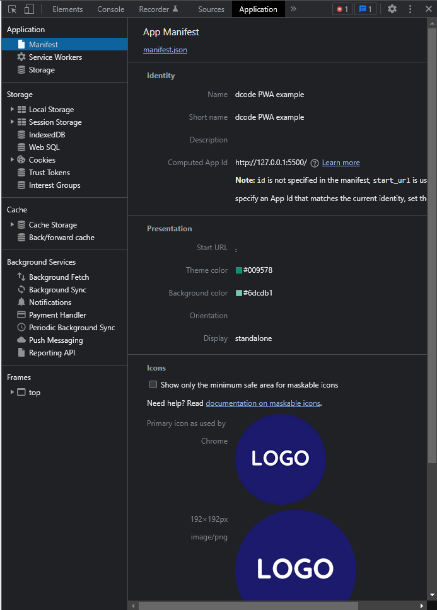 Elements Console Recorder Sources Application » 1 1
Application
Manifest
Service Workers
Storage
Storage
Local Storage
Session Storage
IndexedDB
Web SQL
Cookies
Trust Tokens
Interest Groups
Cache
Cache Storage
Back/forward cache
Background Services
Background Fetch
Background Sync
Notifications
Payment Handler
Periodic Background Sync
Push Messaging
Reporting API
Frames
top
App Manifest
manifest.json
Identity
Name dcode PWA example
Short name dcode PWA example
Description
Computed App Id http://127.0.0.1:5500/ ? Learn more
Note: id is not specified in the manifest, start_url is us
specify an App Id that matches the current identity, set the
Presentation
Start URL .
Theme color #009578
Background color #6dcdb1
Orientation
Display standalone
Icons
Show only the minimum safe area for maskable icons
Need help? Read documentation on maskable icons.
Primary icon as used by
Chrome
LOGO
192×192px
image/png
LOGO